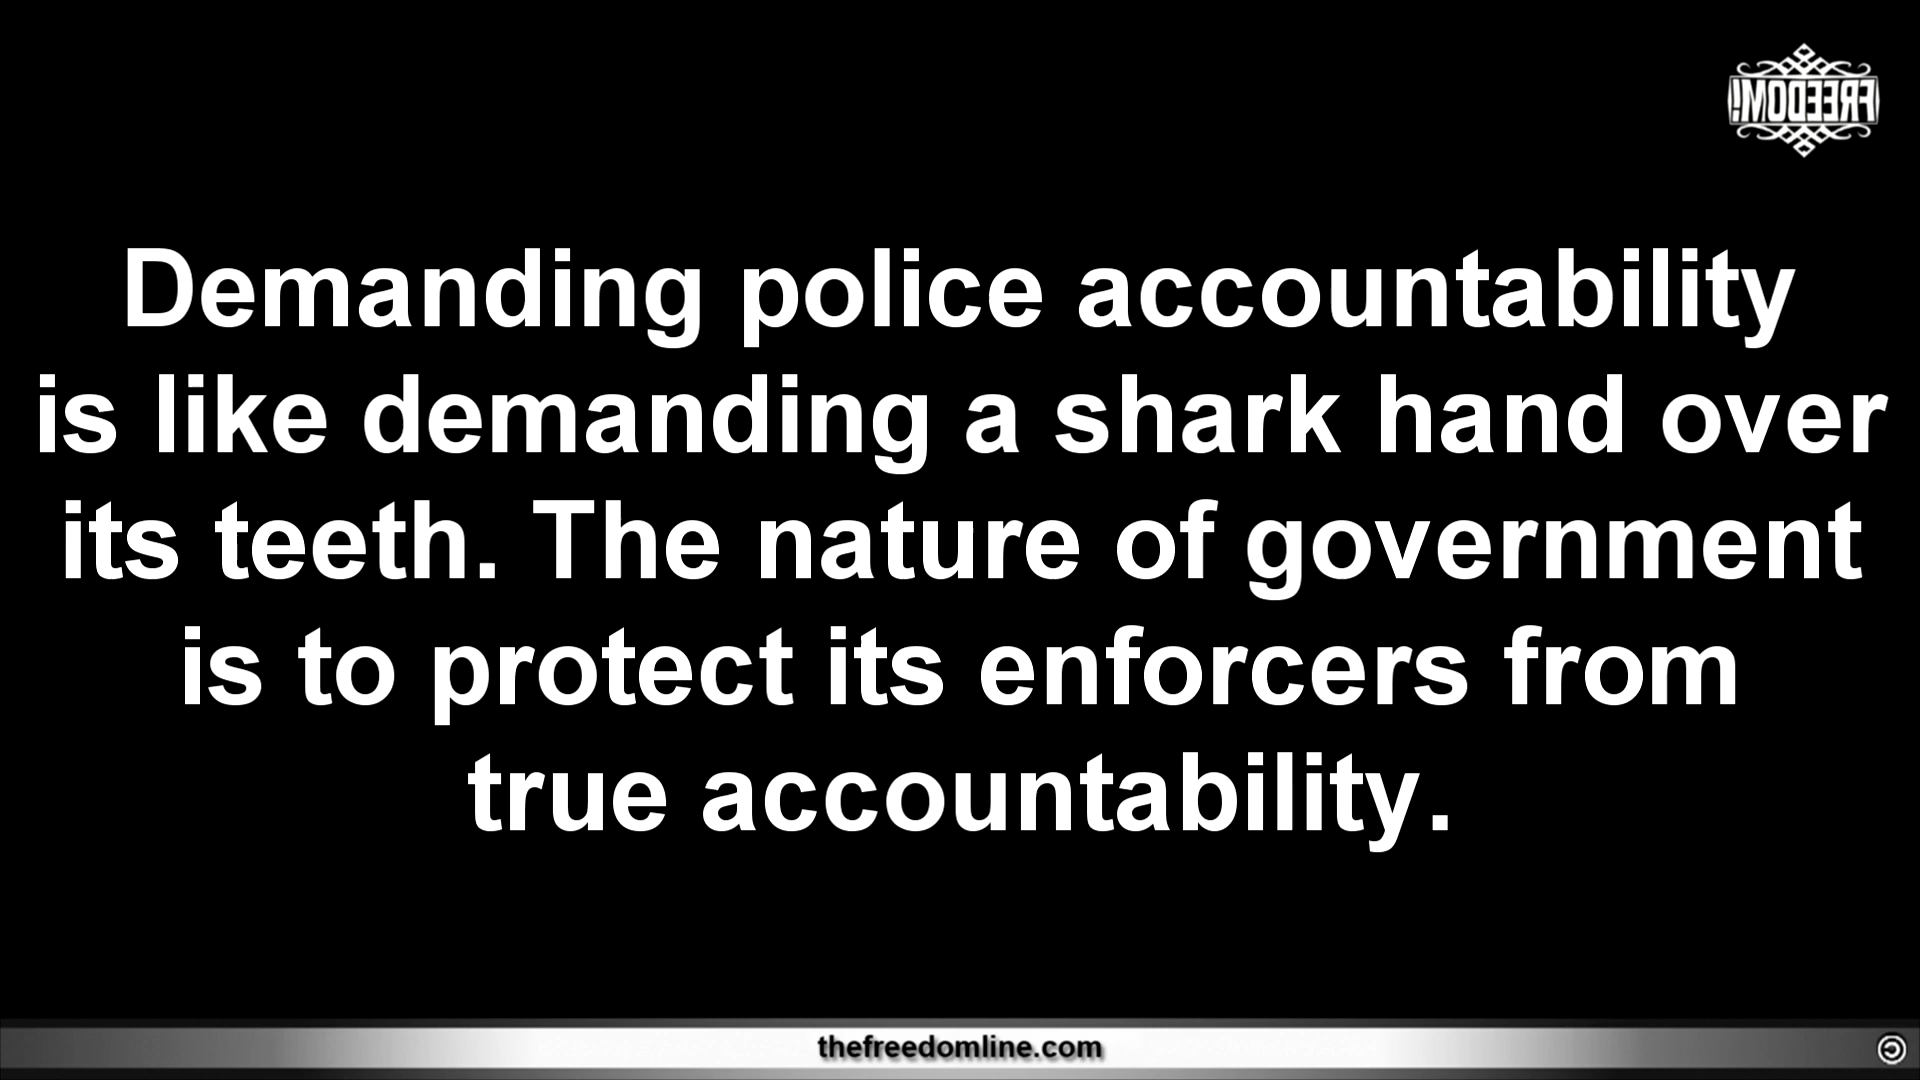 FREEDOM!
Demanding police accountability
is like demanding a shark hand over
its teeth. The nature of government
is to protect its enforcers from
true accountability.
thefreedomline.com